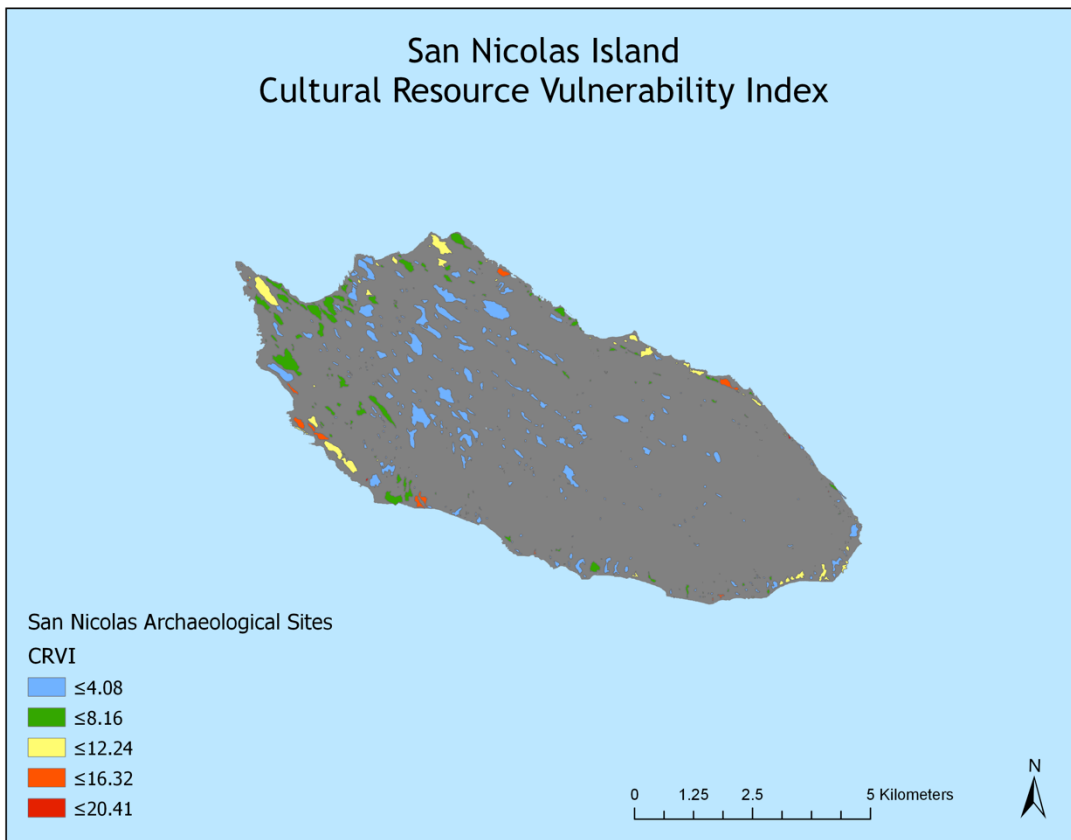 San Nicolas Island
Cultural Resource Vulnerability Index
San Nicolas Archaeological Sites
CRVI
≤4.08
≤8.16
≤12.24
≤16.32
≤20.41
0 1.25 2.5 5 Kilometers
N